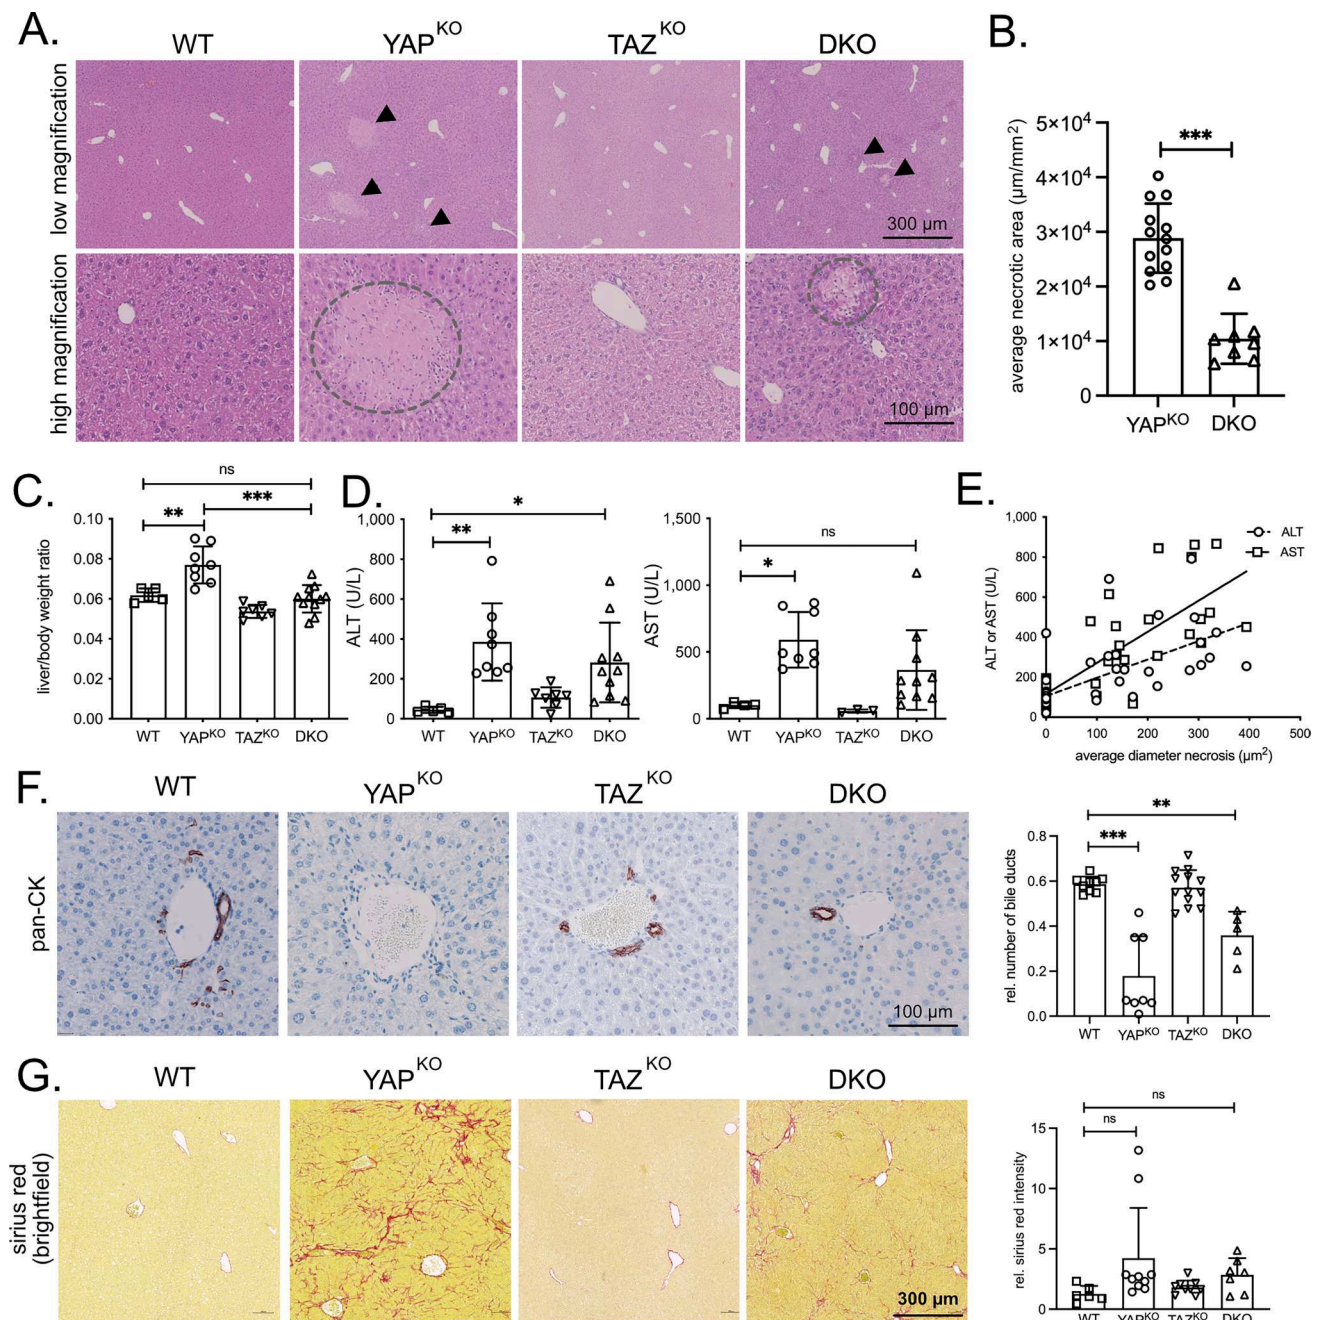 A.
WT
YAP^KO
TAZ^KO
DKO
low magnification
300 µm
high magnification
100 µm
B.
average necrotic area (µm/mm²)
5×10⁴
4×10⁴
3×10⁴
2×10⁴
1×10⁴
0
***
YAP^KO
DKO
C.
liver/body weight ratio
0.10
0.08
0.06
0.04
0.02
0.00
ns
**
***
WT
YAP^KO
TAZ^KO
DKO
D.
ALT (U/L)
1,000
800
600
400
200
0
*
**
WT
YAP^KO
TAZ^KO
DKO
AST (U/L)
1,500
1,000
500
0
ns
*
WT
YAP^KO
TAZ^KO
DKO
E.
ALT or AST (U/L)
1,000
800
600
400
200
0
ALT
AST
0
100
200
300
400
500
average diameter necrosis (µm²)
F.
WT
YAP^KO
TAZ^KO
DKO
pan-CK
100 µm
rel. number of bile ducts
0.8
0.6
0.4
0.2
0.0
**
***
WT
YAP^KO
TAZ^KO
DKO
G.
WT
YAP^KO
TAZ^KO
DKO
sirius red
(brightfield)
300 µm
rel. sirius red intensity
15
10
5
0
ns
ns
WT
YAP^KO
TAZ^KO
DKO